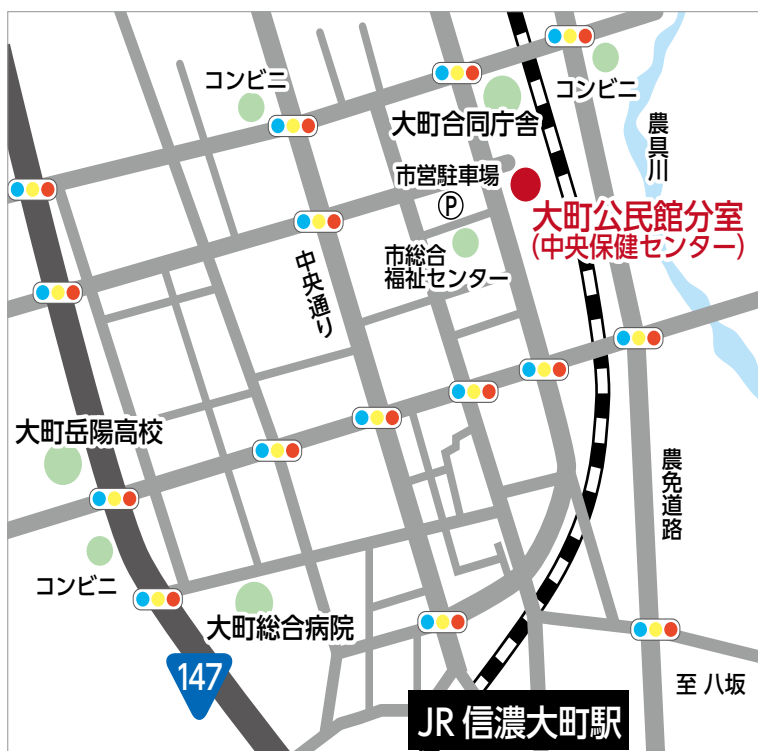 コンビニ
コンビニ
大町合同庁舎
農具川
市営駐車場
P
大町公民館分室
(中央保健センター)
市総合
福祉センター
中央通り
大町岳陽高校
農免道路
コンビニ
大町総合病院
147
至 八坂
JR 信濃大町駅